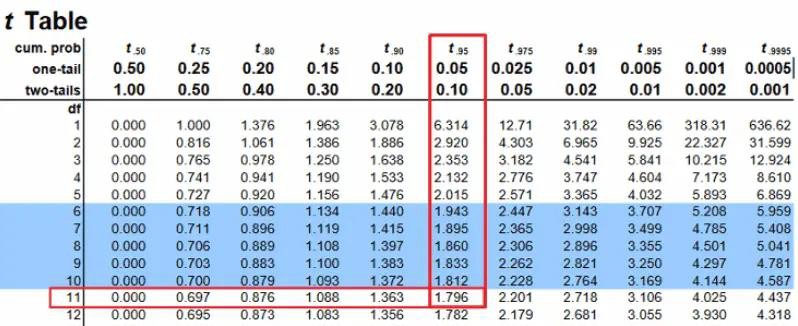 t Table
cum. prob t .50 t .75 t .80 t .85 t .90 t .95 t .975 t .99 t .995 t .999 t .9995
one-tail 0.50 0.25 0.20 0.15 0.10 0.05 0.025 0.01 0.005 0.001 0.0005
two-tails 1.00 0.50 0.40 0.30 0.20 0.10 0.05 0.02 0.01 0.002 0.001
df
1 0.000 1.000 1.376 1.963 3.078 6.314 12.71 31.82 63.66 318.31 636.62
2 0.000 0.816 1.061 1.386 1.886 2.920 4.303 6.965 9.925 22.327 31.599
3 0.000 0.765 0.978 1.250 1.638 2.353 3.182 4.541 5.841 10.215 12.924
4 0.000 0.741 0.941 1.190 1.533 2.132 2.776 3.747 4.604 7.173 8.610
5 0.000 0.727 0.920 1.156 1.476 2.015 2.571 3.365 4.032 5.893 6.869
6 0.000 0.718 0.906 1.134 1.440 1.943 2.447 3.143 3.707 5.208 5.959
7 0.000 0.711 0.896 1.119 1.415 1.895 2.365 2.998 3.499 4.785 5.408
8 0.000 0.706 0.889 1.108 1.397 1.860 2.306 2.896 3.355 4.501 5.041
9 0.000 0.703 0.883 1.100 1.383 1.833 2.262 2.821 3.250 4.297 4.781
10 0.000 0.700 0.879 1.093 1.372 1.812 2.228 2.764 3.169 4.144 4.587
11 0.000 0.697 0.876 1.088 1.363 1.796 2.201 2.718 3.106 4.025 4.437
12 0.000 0.695 0.873 1.083 1.356 1.782 2.179 2.681 3.055 3.930 4.318